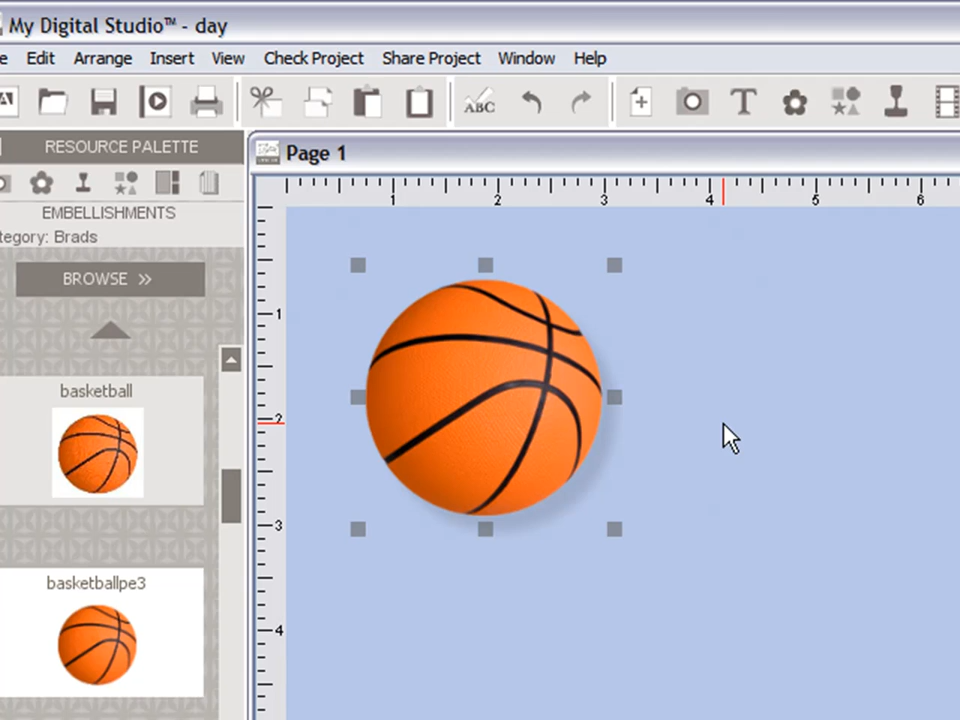 My Digital Studio™ - day
e Edit Arrange Insert View Check Project Share Project Window Help
A
ABC
T
RESOURCE PALETTE
Page 1
EMBELLISHMENTS
tegory: Brads
BROWSE >>
1 2 3 4 5 6
1
basketball
2
3
basketballpe3
4